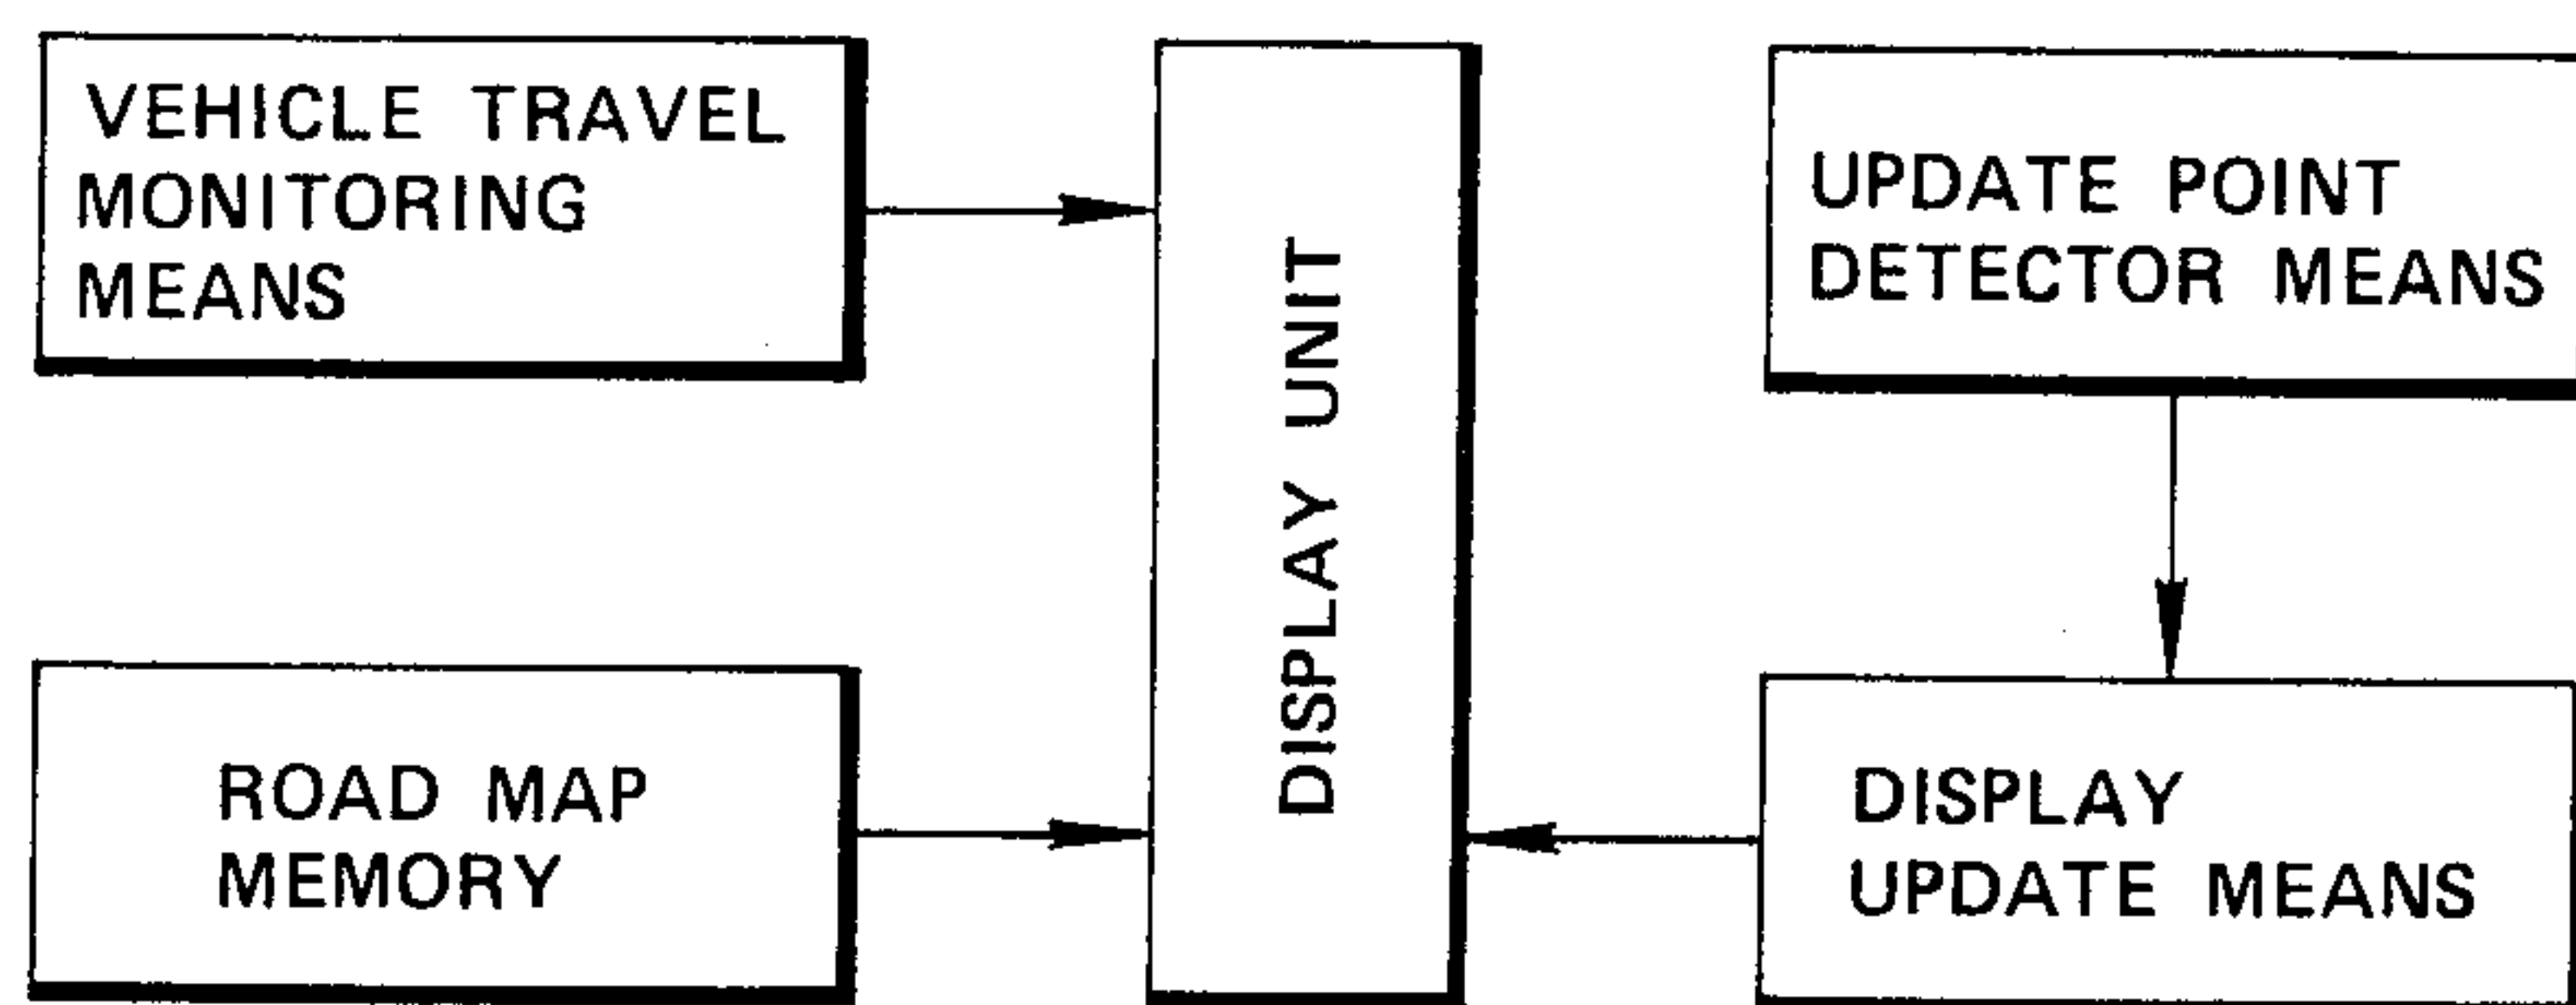 VEHICLE TRAVEL
MONITORING
MEANS
DISPLAY UNIT
UPDATE POINT
DETECTOR MEANS
ROAD MAP
MEMORY
DISPLAY
UPDATE MEANS